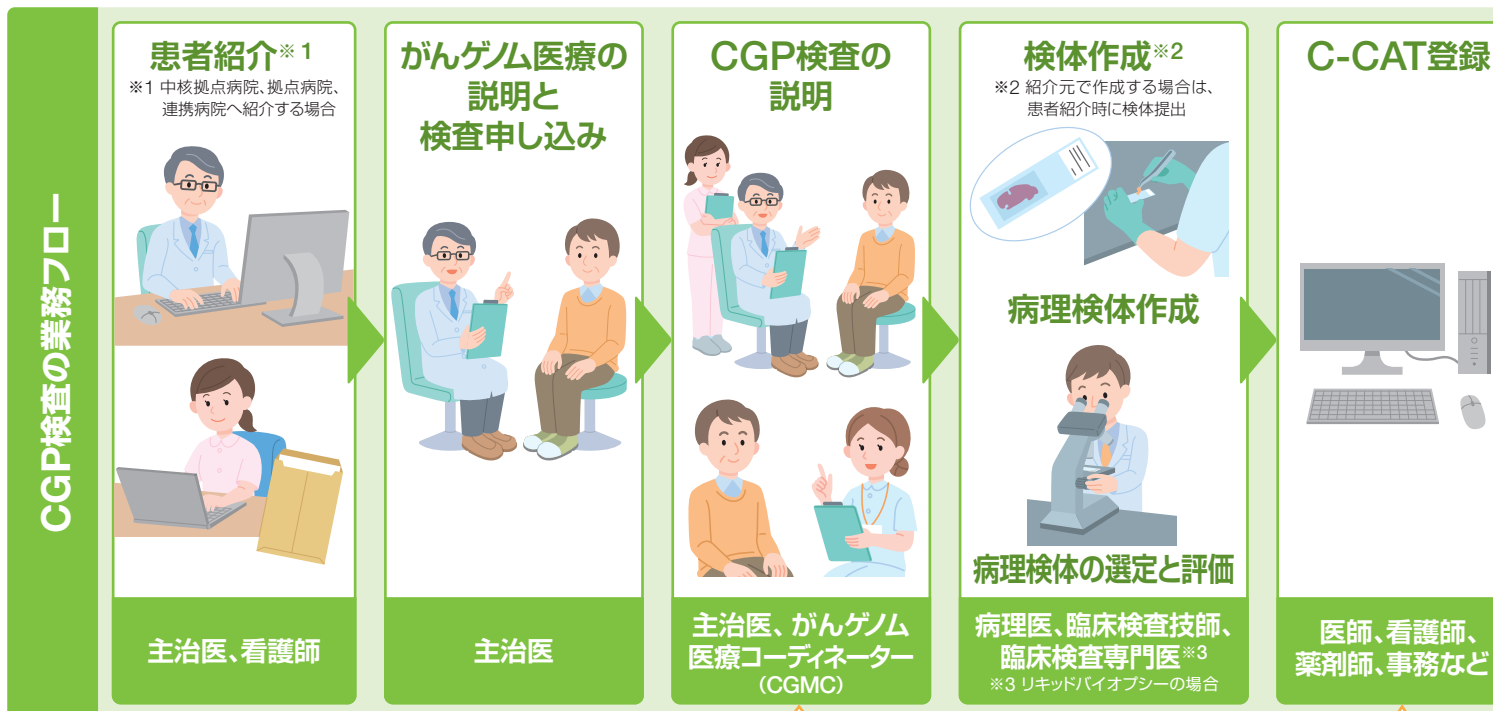 CGP検査の業務フロー
患者紹介※1
※1 中核拠点病院、拠点病院、
連携病院へ紹介する場合
主治医、看護師
がんゲノム医療の
説明と
検査申し込み
主治医
CGP検査の
説明
主治医、がんゲノム
医療コーディネーター
（CGMC）
検体作成※2
※2 紹介元で作成する場合は、
患者紹介時に検体提出
病理検体作成
病理検体の選定と評価
病理医、臨床検査技師、
臨床検査専門医※3
※3 リキッドバイオプシーの場合
C-CAT登録
医師、看護師、
薬剤師、事務など